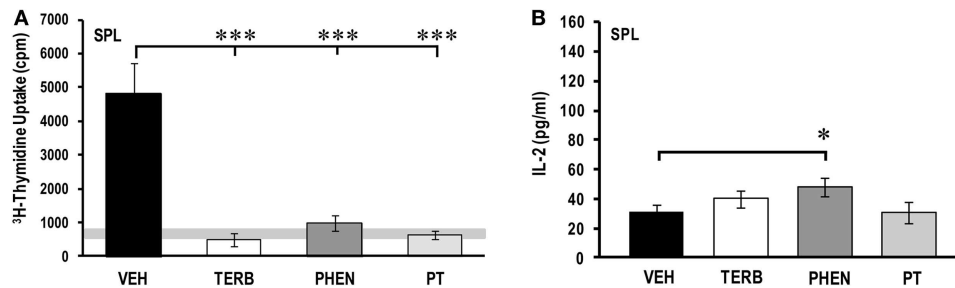 A
SPL
*** *** ***
³H-Thymidine Uptake (cpm)
7000
6000
5000
4000
3000
2000
1000
0
VEH TERB PHEN PT
B
SPL
*
IL-2 (pg/ml)
160
140
120
100
80
60
40
20
0
VEH TERB PHEN PT